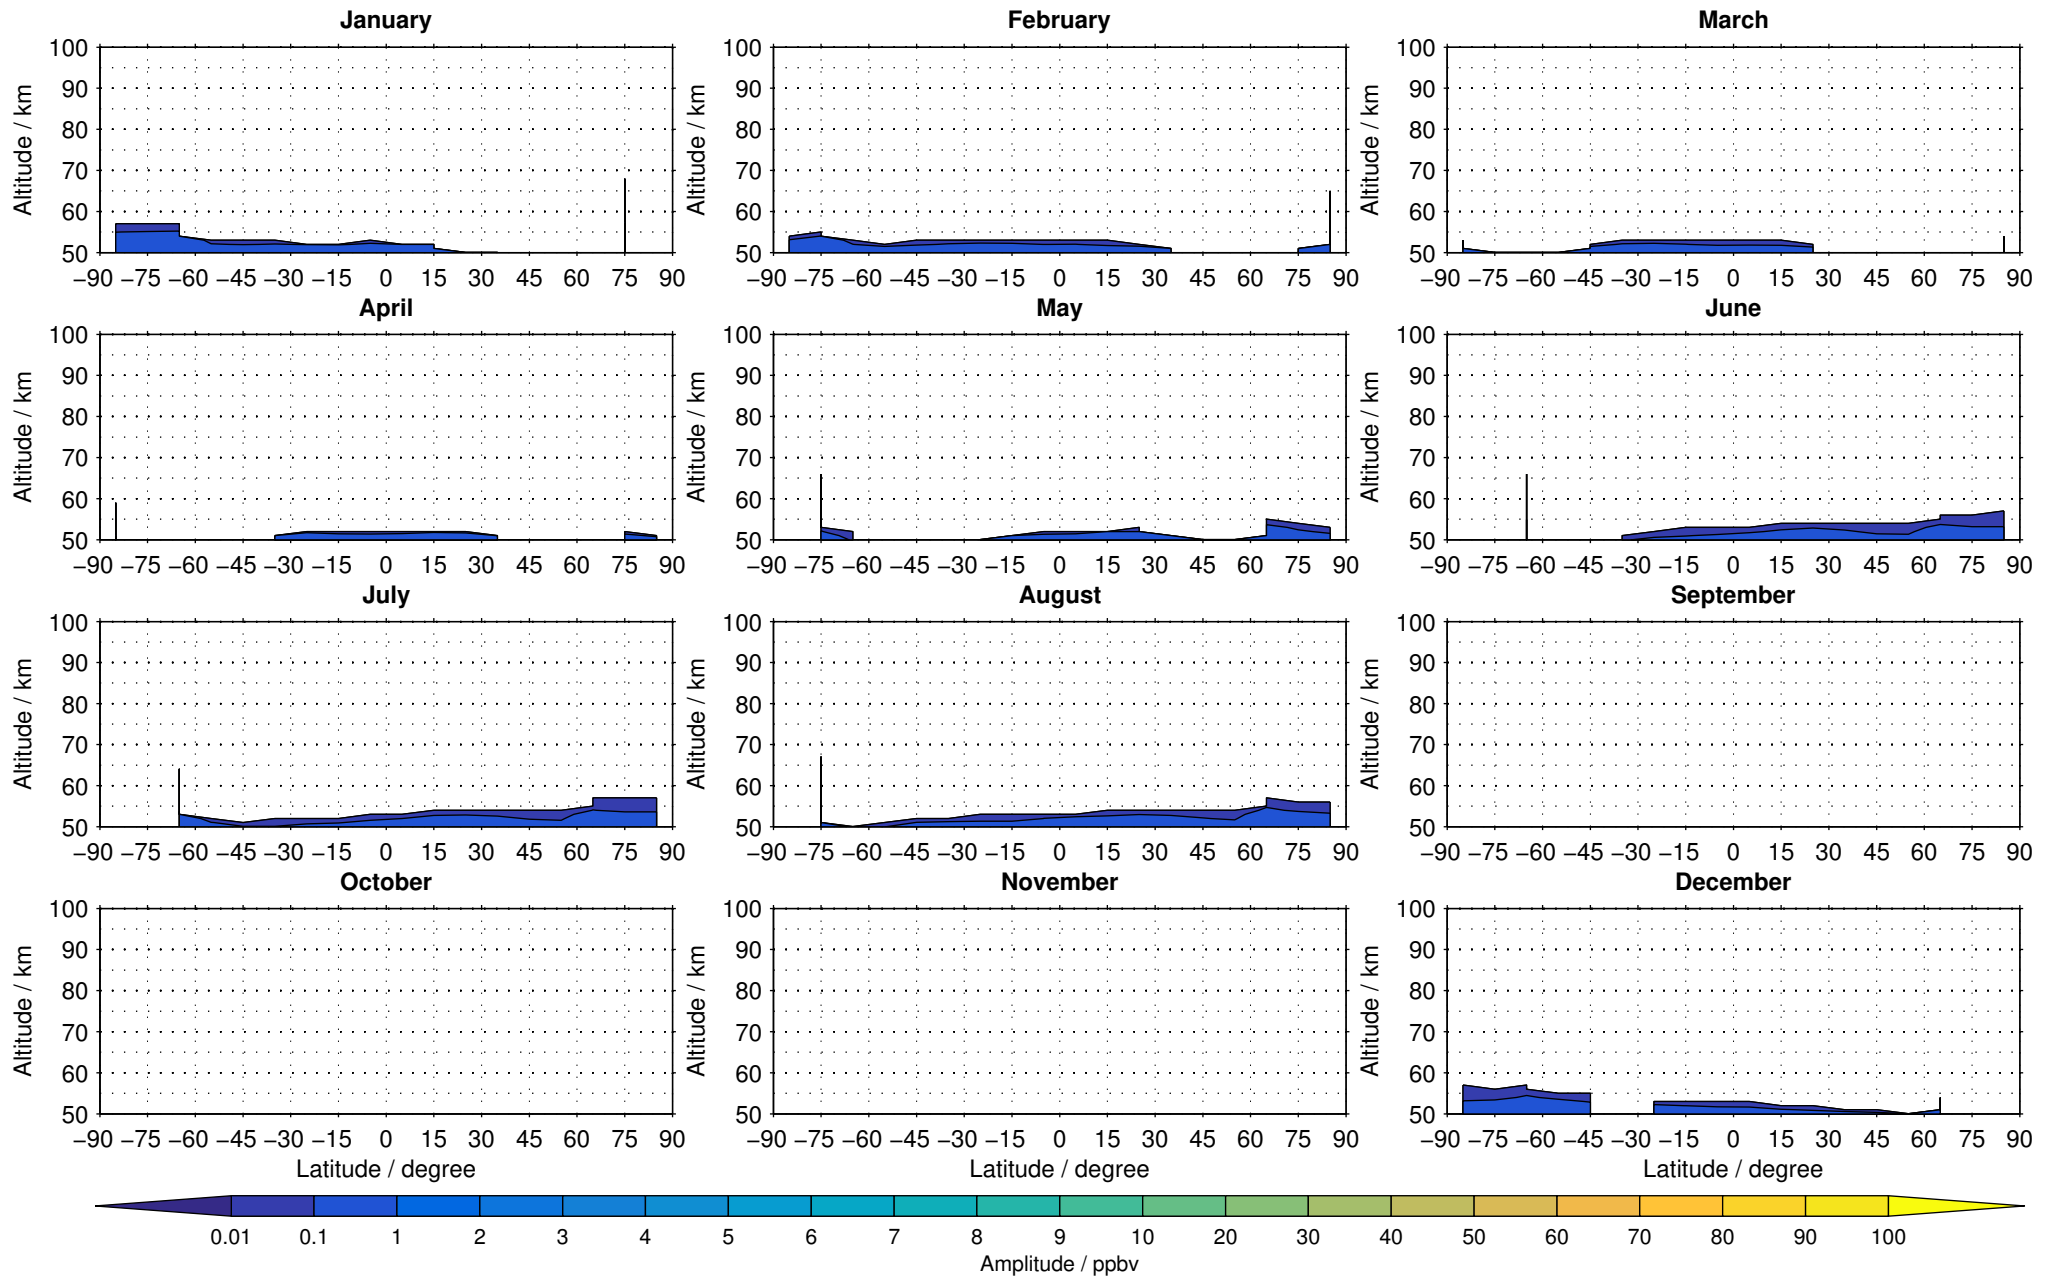 January February March
100 100 100
90 90 90
80 80 80
70 70 70
60 60 60
50 50 50
Altitude / km Altitude / km Altitude / km
−90 −75 −60 −45 −30 −15 0 15 30 45 60 75 90 −90 −75 −60 −45 −30 −15 0 15 30 45 60 75 90 −90 −75 −60 −45 −30 −15 0 15 30 45 60 75 90
April May June
100 100 100
90 90 90
80 80 80
70 70 70
60 60 60
50 50 50
Altitude / km Altitude / km Altitude / km
−90 −75 −60 −45 −30 −15 0 15 30 45 60 75 90 −90 −75 −60 −45 −30 −15 0 15 30 45 60 75 90 −90 −75 −60 −45 −30 −15 0 15 30 45 60 75 90
July August September
100 100 100
90 90 90
80 80 80
70 70 70
60 60 60
50 50 50
Altitude / km Altitude / km Altitude / km
−90 −75 −60 −45 −30 −15 0 15 30 45 60 75 90 −90 −75 −60 −45 −30 −15 0 15 30 45 60 75 90 −90 −75 −60 −45 −30 −15 0 15 30 45 60 75 90
October November December
100 100 100
90 90 90
80 80 80
70 70 70
60 60 60
50 50 50
Altitude / km Altitude / km Altitude / km
−90 −75 −60 −45 −30 −15 0 15 30 45 60 75 90 −90 −75 −60 −45 −30 −15 0 15 30 45 60 75 90 −90 −75 −60 −45 −30 −15 0 15 30 45 60 75 90
Latitude / degree Latitude / degree Latitude / degree
0.01 0.1 1 2 3 4 5 6 7 8 9 10 20 30 40 50 60 70 80 90 100
Amplitude / ppbv